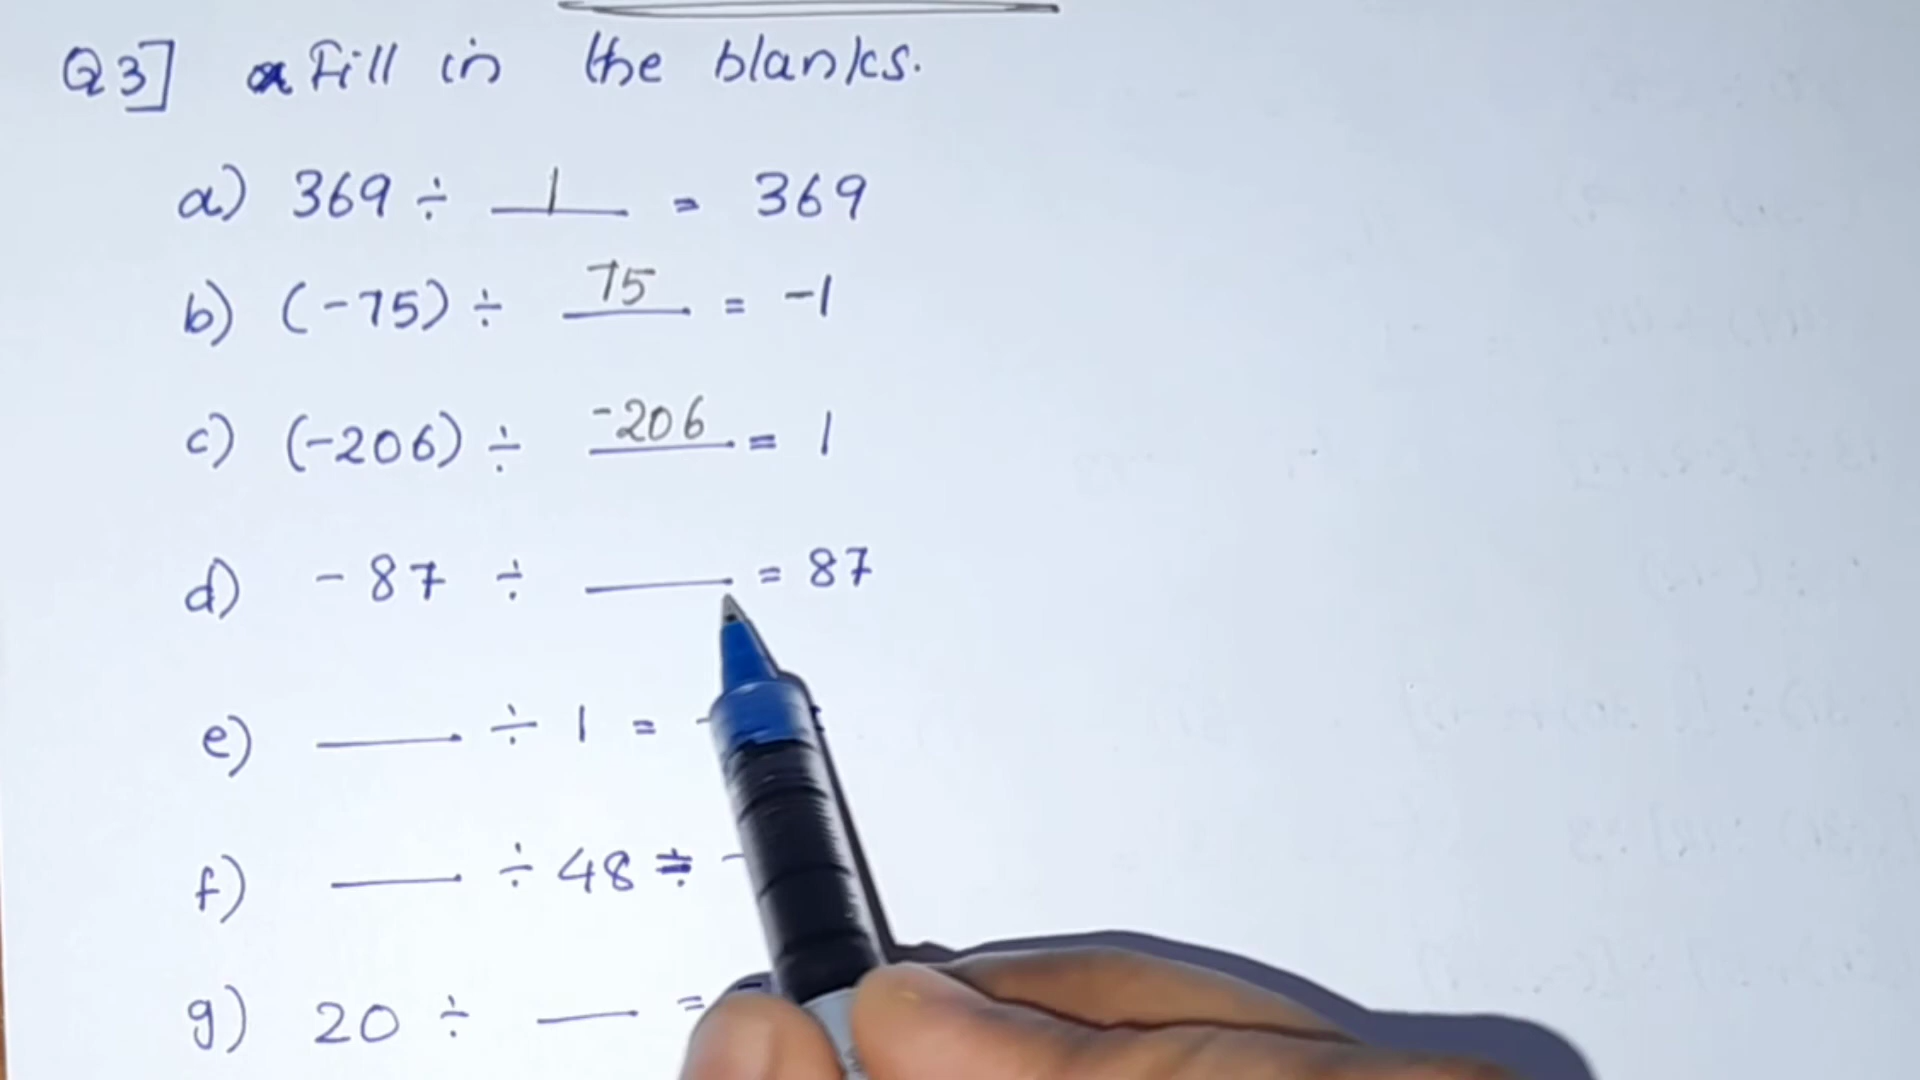 Q3] Fill in the blanks.
a) 369 ÷ 1 = 369
b) (-75) ÷ 75 = -1
c) (-206) ÷ -206 = 1
d) -87 ÷ ____ = 87
e) ____ ÷ 1 = -
f) ____ ÷ 48 = -
g) 20 ÷ ____ = -